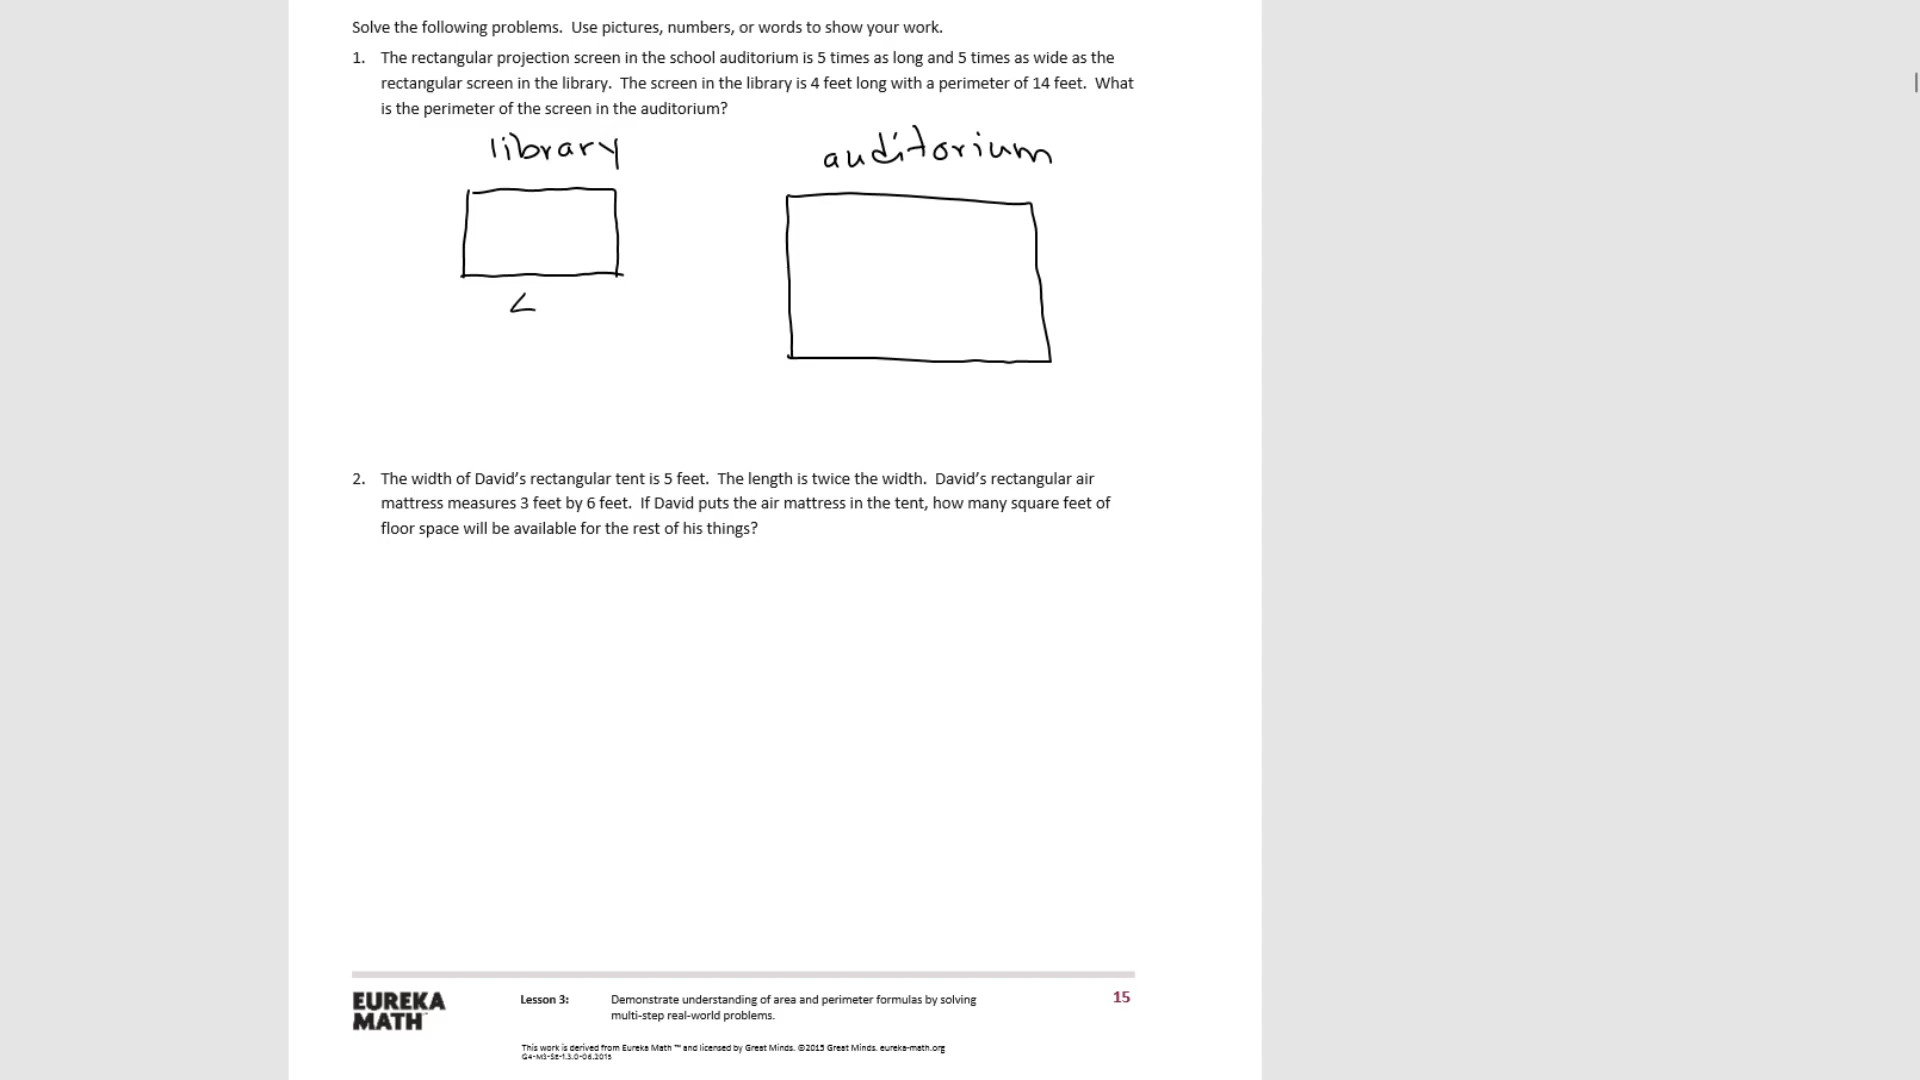 Solve the following problems. Use pictures, numbers, or words to show your work.
1. The rectangular projection screen in the school auditorium is 5 times as long and 5 times as wide as the
rectangular screen in the library. The screen in the library is 4 feet long with a perimeter of 14 feet. What
is the perimeter of the screen in the auditorium?
library
auditorium
2. The width of David’s rectangular tent is 5 feet. The length is twice the width. David’s rectangular air
mattress measures 3 feet by 6 feet. If David puts the air mattress in the tent, how many square feet of
floor space will be available for the rest of his things?
EUREKA
MATH
Lesson 3:
Demonstrate understanding of area and perimeter formulas by solving
multi-step real-world problems.
15
This work is derived from Eureka Math ™ and licensed by Great Minds. ©2015 Great Minds. eureka-math.org
G4-M3-SE-1.3.0-06.2015